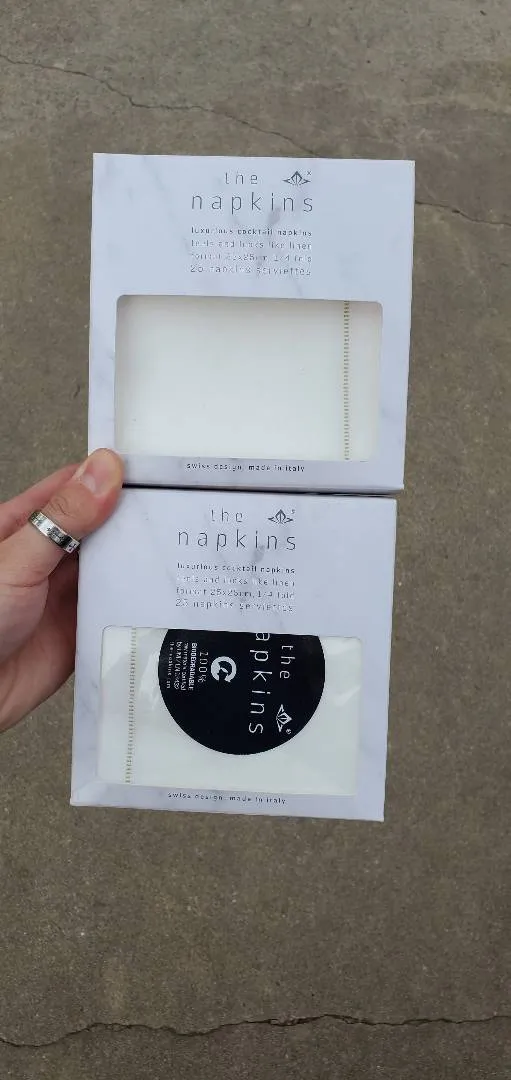 the
napkins
luxurious cocktail napkins
feels and looks like linen
format 25x25cm, 1/4 fold
25 napkins serviettes
swiss design, made in italy
the
napkins
luxurious cocktail napkins
feels and looks like linen
format 25x25cm, 1/4 fold
25 napkins serviettes
the
apkins
100%
BIODEGRADABLE
swiss design, made in italy